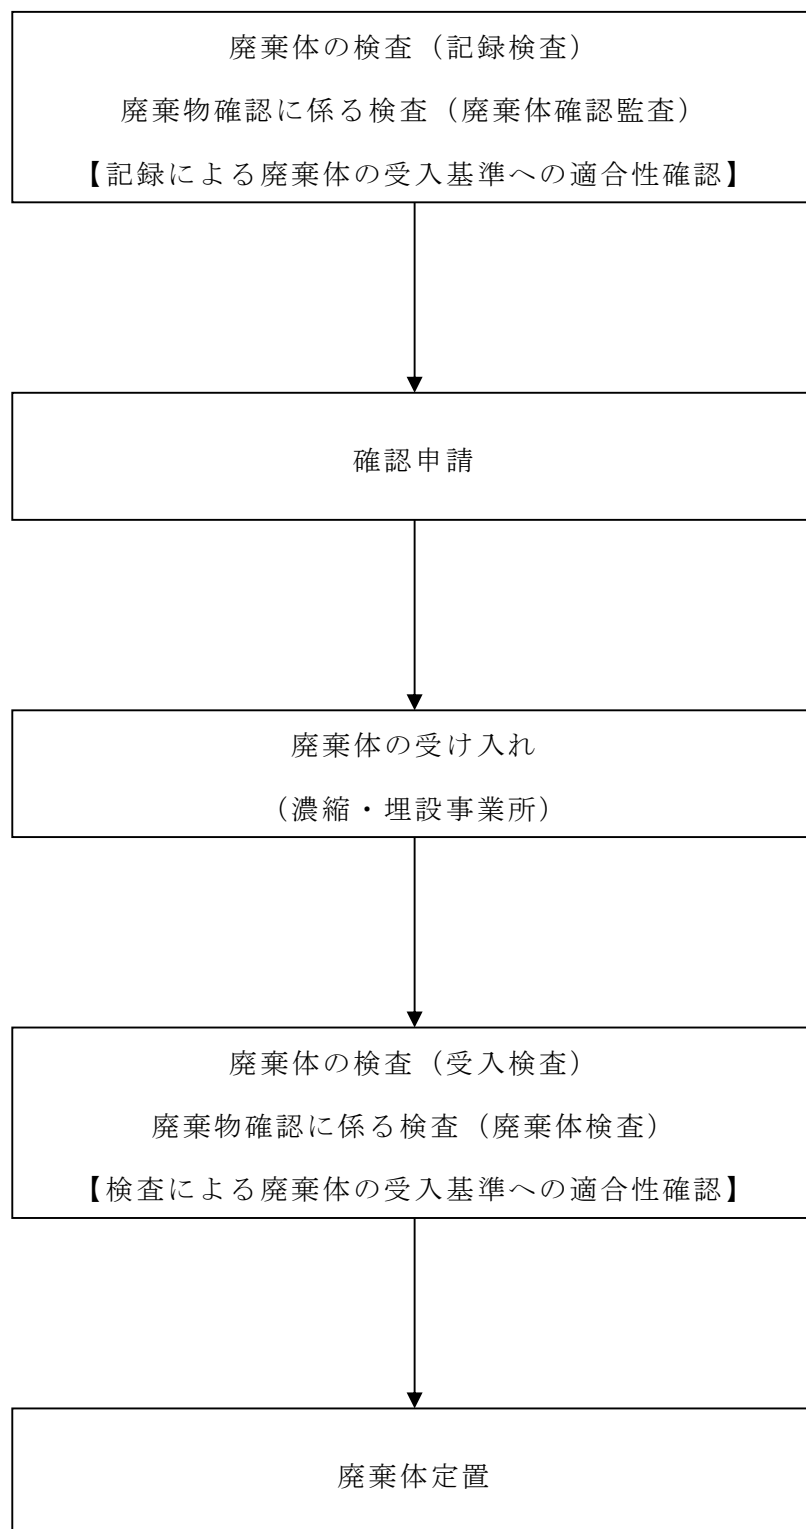 廃棄体の検査（記録検査）
廃棄物確認に係る検査（廃棄体確認監査）
【記録による廃棄体の受入基準への適合性確認】
確認申請
廃棄体の受け入れ
（濃縮・埋設事業所）
廃棄体の検査（受入検査）
廃棄物確認に係る検査（廃棄体検査）
【検査による廃棄体の受入基準への適合性確認】
廃棄体定置